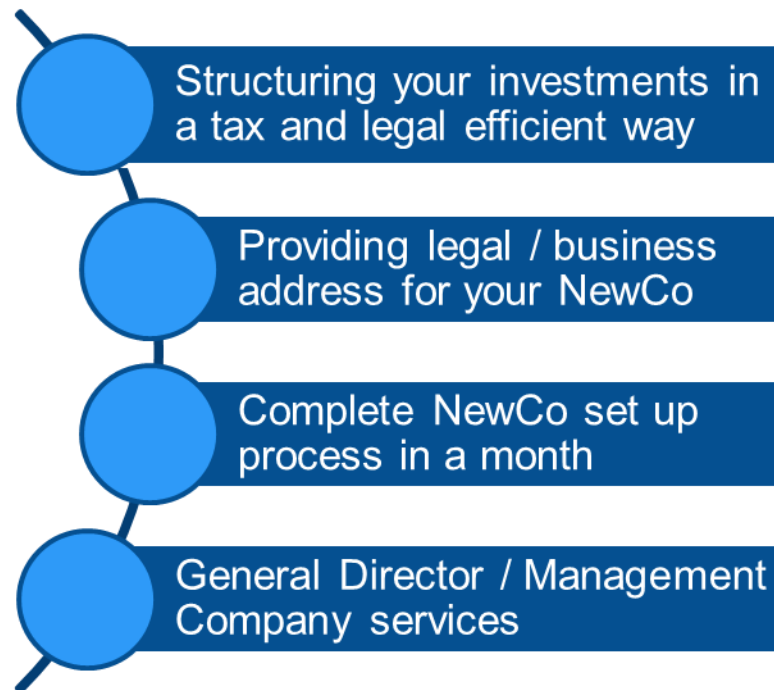 Structuring your investments in
a tax and legal efficient way
Providing legal / business
address for your NewCo
Complete NewCo set up
process in a month
General Director / Management
Company services